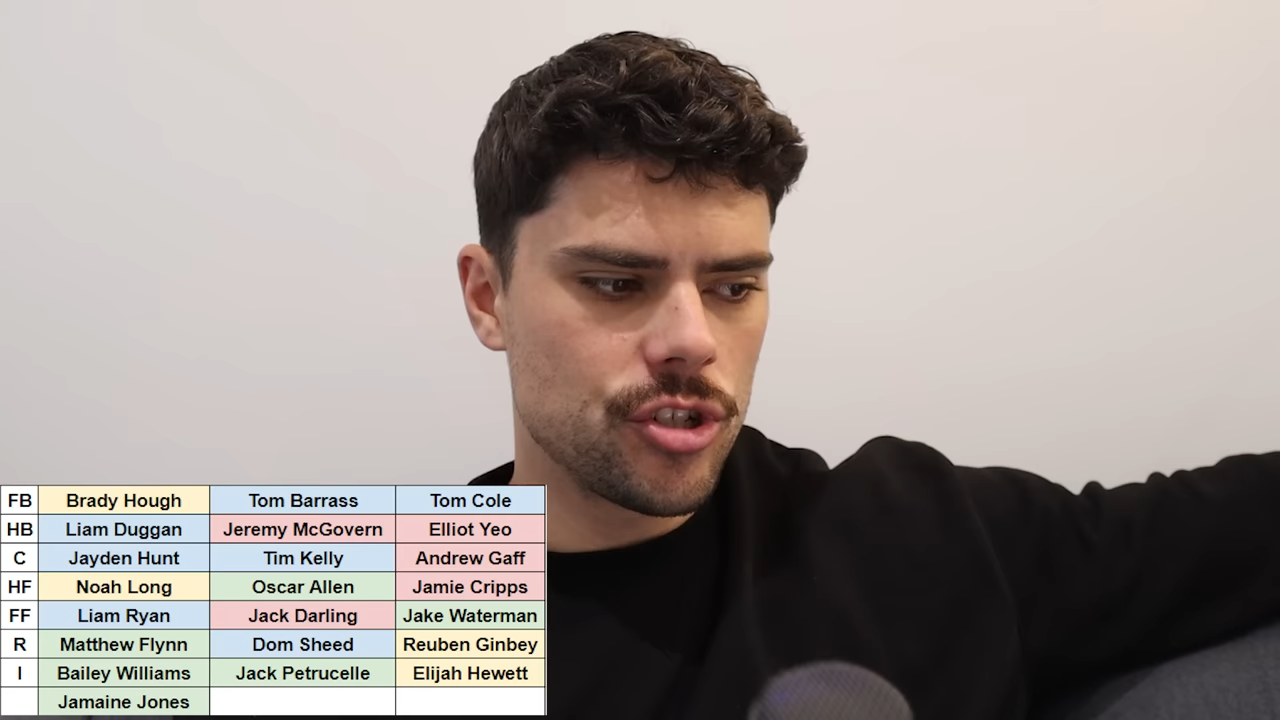 FB Brady Hough Tom Barrass Tom Cole
HB Liam Duggan Jeremy McGovern Elliot Yeo
C Jayden Hunt Tim Kelly Andrew Gaff
HF Noah Long Oscar Allen Jamie Cripps
FF Liam Ryan Jack Darling Jake Waterman
R Matthew Flynn Dom Sheed Reuben Ginbey
I Bailey Williams Jack Petrucelle Elijah Hewett
Jamaine Jones